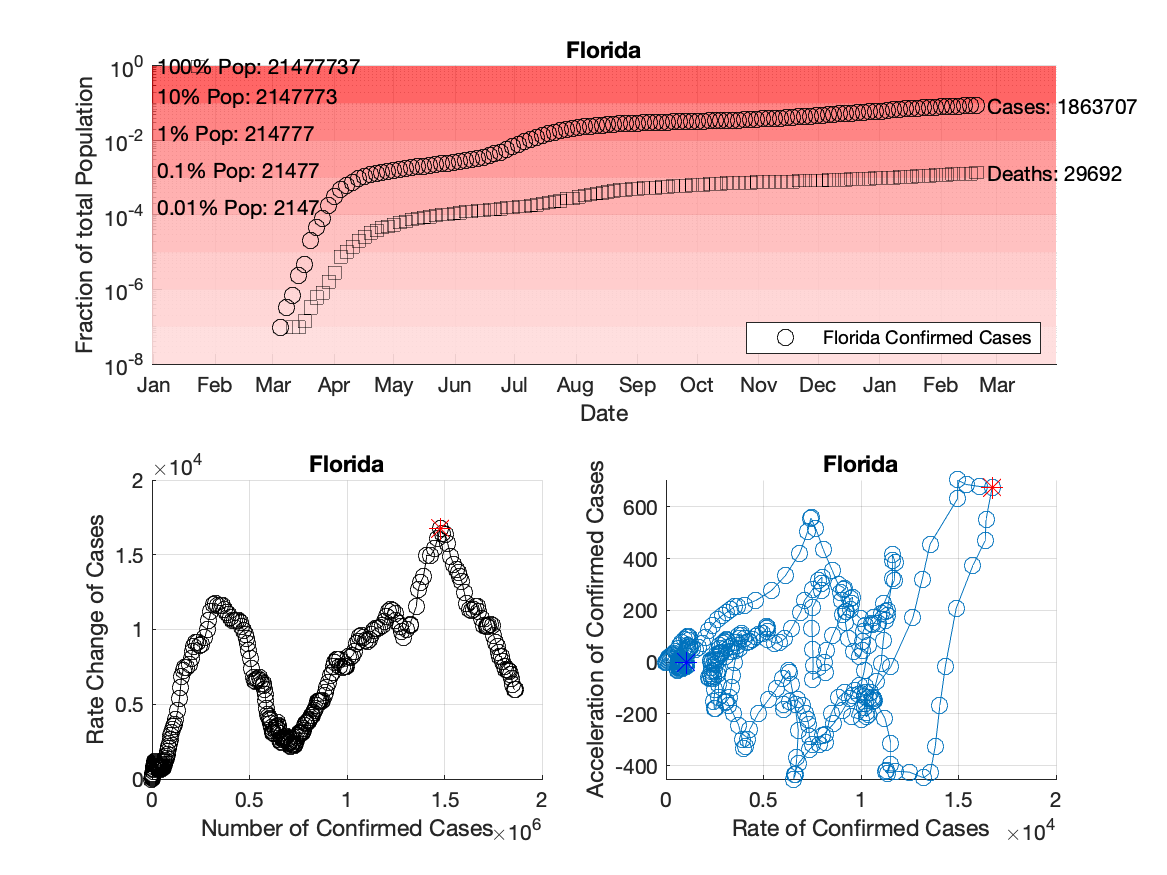 Florida
10^0
100% Pop: 21477737
10% Pop: 2147773
Cases: 1863707
10^-2
1% Pop: 214777
0.1% Pop: 21477
Deaths: 29692
10^-4
0.01% Pop: 2147
10^-6
10^-8
Fraction of total Population
Florida Confirmed Cases
Jan Feb Mar Apr May Jun Jul Aug Sep Oct Nov Dec Jan Feb Mar
Date
Florida
×10^4
2
1.5
1
0.5
0
Rate Change of Cases
0 0.5 1 1.5 2
Number of Confirmed Cases ×10^6
Florida
600
400
200
0
-200
-400
Acceleration of Confirmed Cases
0 0.5 1 1.5 2
Rate of Confirmed Cases ×10^4